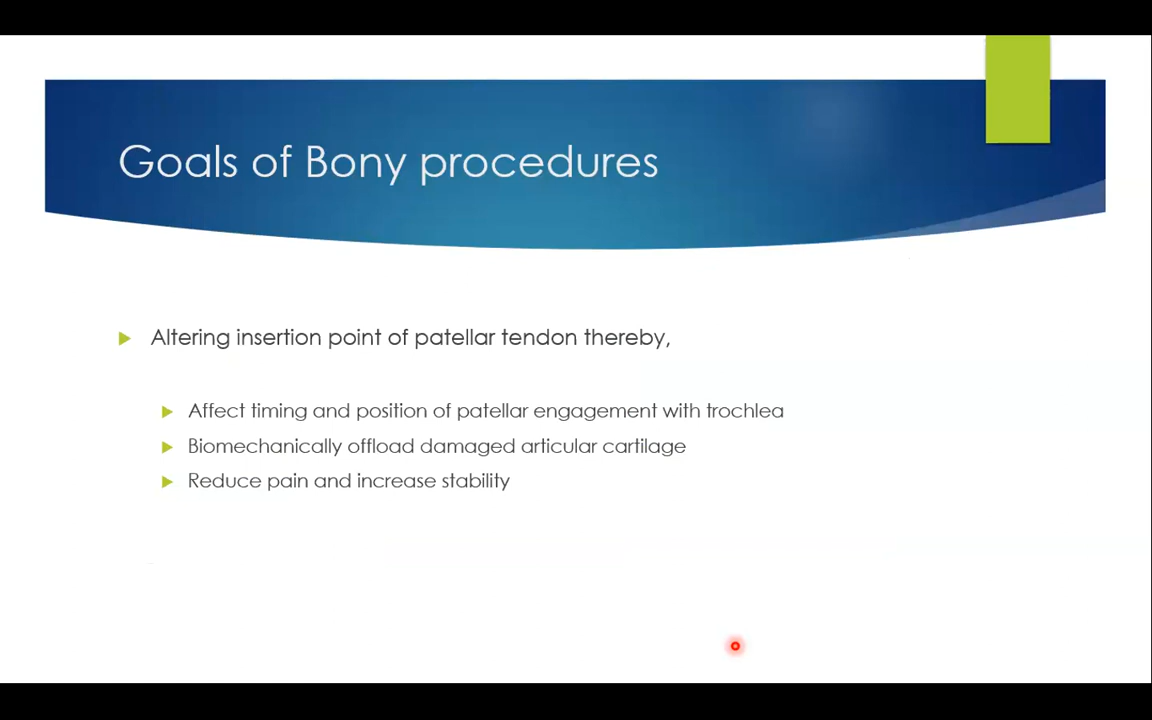 Goals of Bony procedures
Altering insertion point of patellar tendon thereby,
Affect timing and position of patellar engagement with trochlea
Biomechanically offload damaged articular cartilage
Reduce pain and increase stability